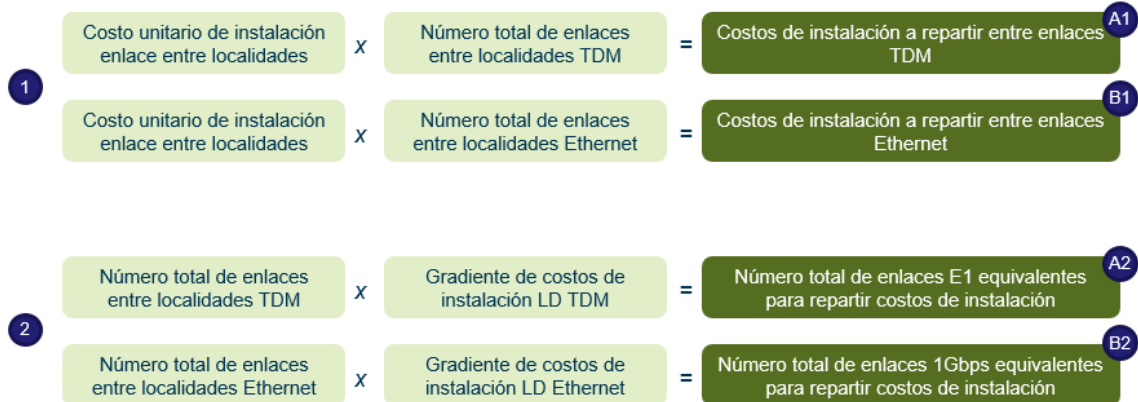 A1
Costo unitario de instalación
enlace entre localidades
x
Número total de enlaces
entre localidades TDM
=
Costos de instalación a repartir entre enlaces
TDM
1
B1
Costo unitario de instalación
enlace entre localidades
x
Número total de enlaces
entre localidades Ethernet
=
Costos de instalación a repartir entre enlaces
Ethernet
A2
Número total de enlaces
entre localidades TDM
x
Gradiente de costos de
instalación LD TDM
=
Número total de enlaces E1 equivalentes
para repartir costos de instalación
2
B2
Número total de enlaces
entre localidades Ethernet
x
Gradiente de costos de
instalación LD Ethernet
=
Número total de enlaces 1Gbps equivalentes
para repartir costos de instalación